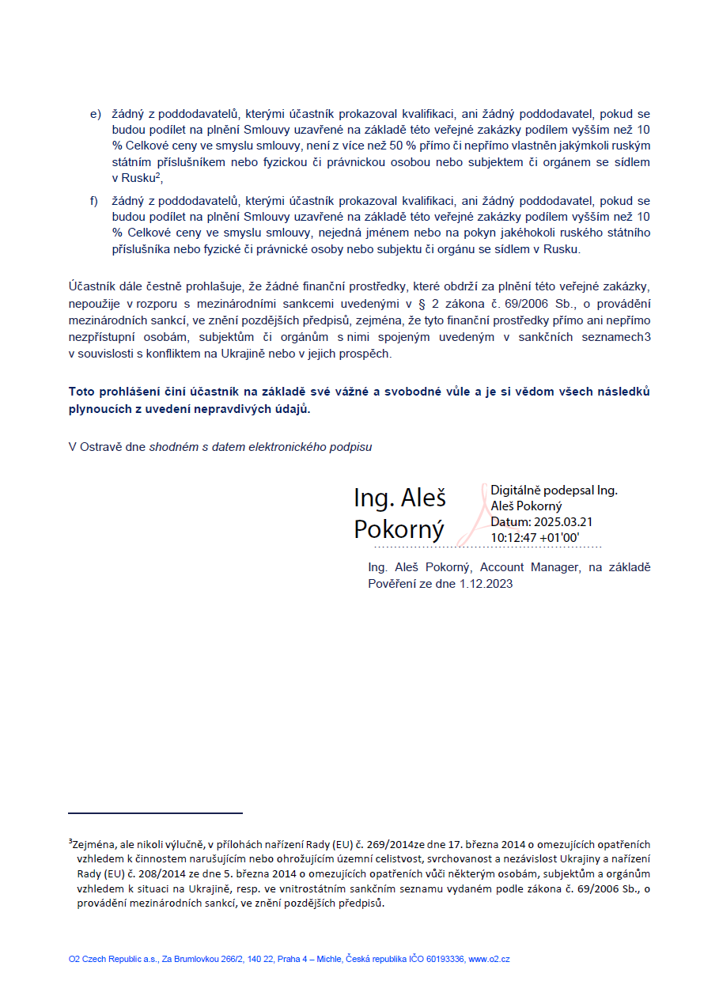 e) žádný z poddodavatelů, kterými účastník prokazoval kvalifikaci, ani žádný poddodavatel, pokud se
budou podílet na plnění Smlouvy uzavřené na základě této veřejné zakázky podílem vyšším než 10
% Celkové ceny ve smyslu smlouvy, není z více než 50 % přímo či nepřímo vlastněn jakýmkoli ruským
státním příslušníkem nebo fyzickou či právnickou osobou nebo subjektem či orgánem se sídlem
v Rusku²,
f) žádný z poddodavatelů, kterými účastník prokazoval kvalifikaci, ani žádný poddodavatel, pokud se
budou podílet na plnění Smlouvy uzavřené na základě této veřejné zakázky podílem vyšším než 10
% Celkové ceny ve smyslu smlouvy, nejedná jménem nebo na pokyn jakéhokoli ruského státního
příslušníka nebo fyzické či právnické osoby nebo subjektu či orgánu se sídlem v Rusku.
Účastník dále čestně prohlašuje, že žádné finanční prostředky, které obdrží za plnění této veřejné zakázky,
nepoužije v rozporu s mezinárodními sankcemi uvedenými v § 2 zákona č. 69/2006 Sb., o provádění
mezinárodních sankcí, ve znění pozdějších předpisů, zejména, že tyto finanční prostředky přímo ani nepřímo
nezpřístupní osobám, subjektům či orgánům s nimi spojeným uvedeným v sankčních seznamech3
v souvislosti s konfliktem na Ukrajině nebo v jejich prospěch.
Toto prohlášení činí účastník na základě své vážné a svobodné vůle a je si vědom všech následků
plynoucích z uvedení nepravdivých údajů.
V Ostravě dne shodném s datem elektronického podpisu
Ing. Aleš
Pokorný
Digitálně podepsal Ing.
Aleš Pokorný
Datum: 2025.03.21
10:12:47 +01'00'
Ing. Aleš Pokorný, Account Manager, na základě
Pověření ze dne 1.12.2023
³Zejména, ale nikoli výlučně, v přílohách nařízení Rady (EU) č. 269/2014ze dne 17. března 2014 o omezujících opatřeních
vzhledem k činnostem narušujícím nebo ohrožujícím územní celistvost, svrchovanost a nezávislost Ukrajiny a nařízení
Rady (EU) č. 208/2014 ze dne 5. března 2014 o omezujících opatřeních vůči některým osobám, subjektům a orgánům
vzhledem k situaci na Ukrajině, resp. ve vnitrostátním sankčním seznamu vydaném podle zákona č. 69/2006 Sb., o
provádění mezinárodních sankcí, ve znění pozdějších předpisů.
O2 Czech Republic a.s., Za Brumlovkou 266/2, 140 22, Praha 4 – Michle, Česká republika IČO 60193336, www.o2.cz